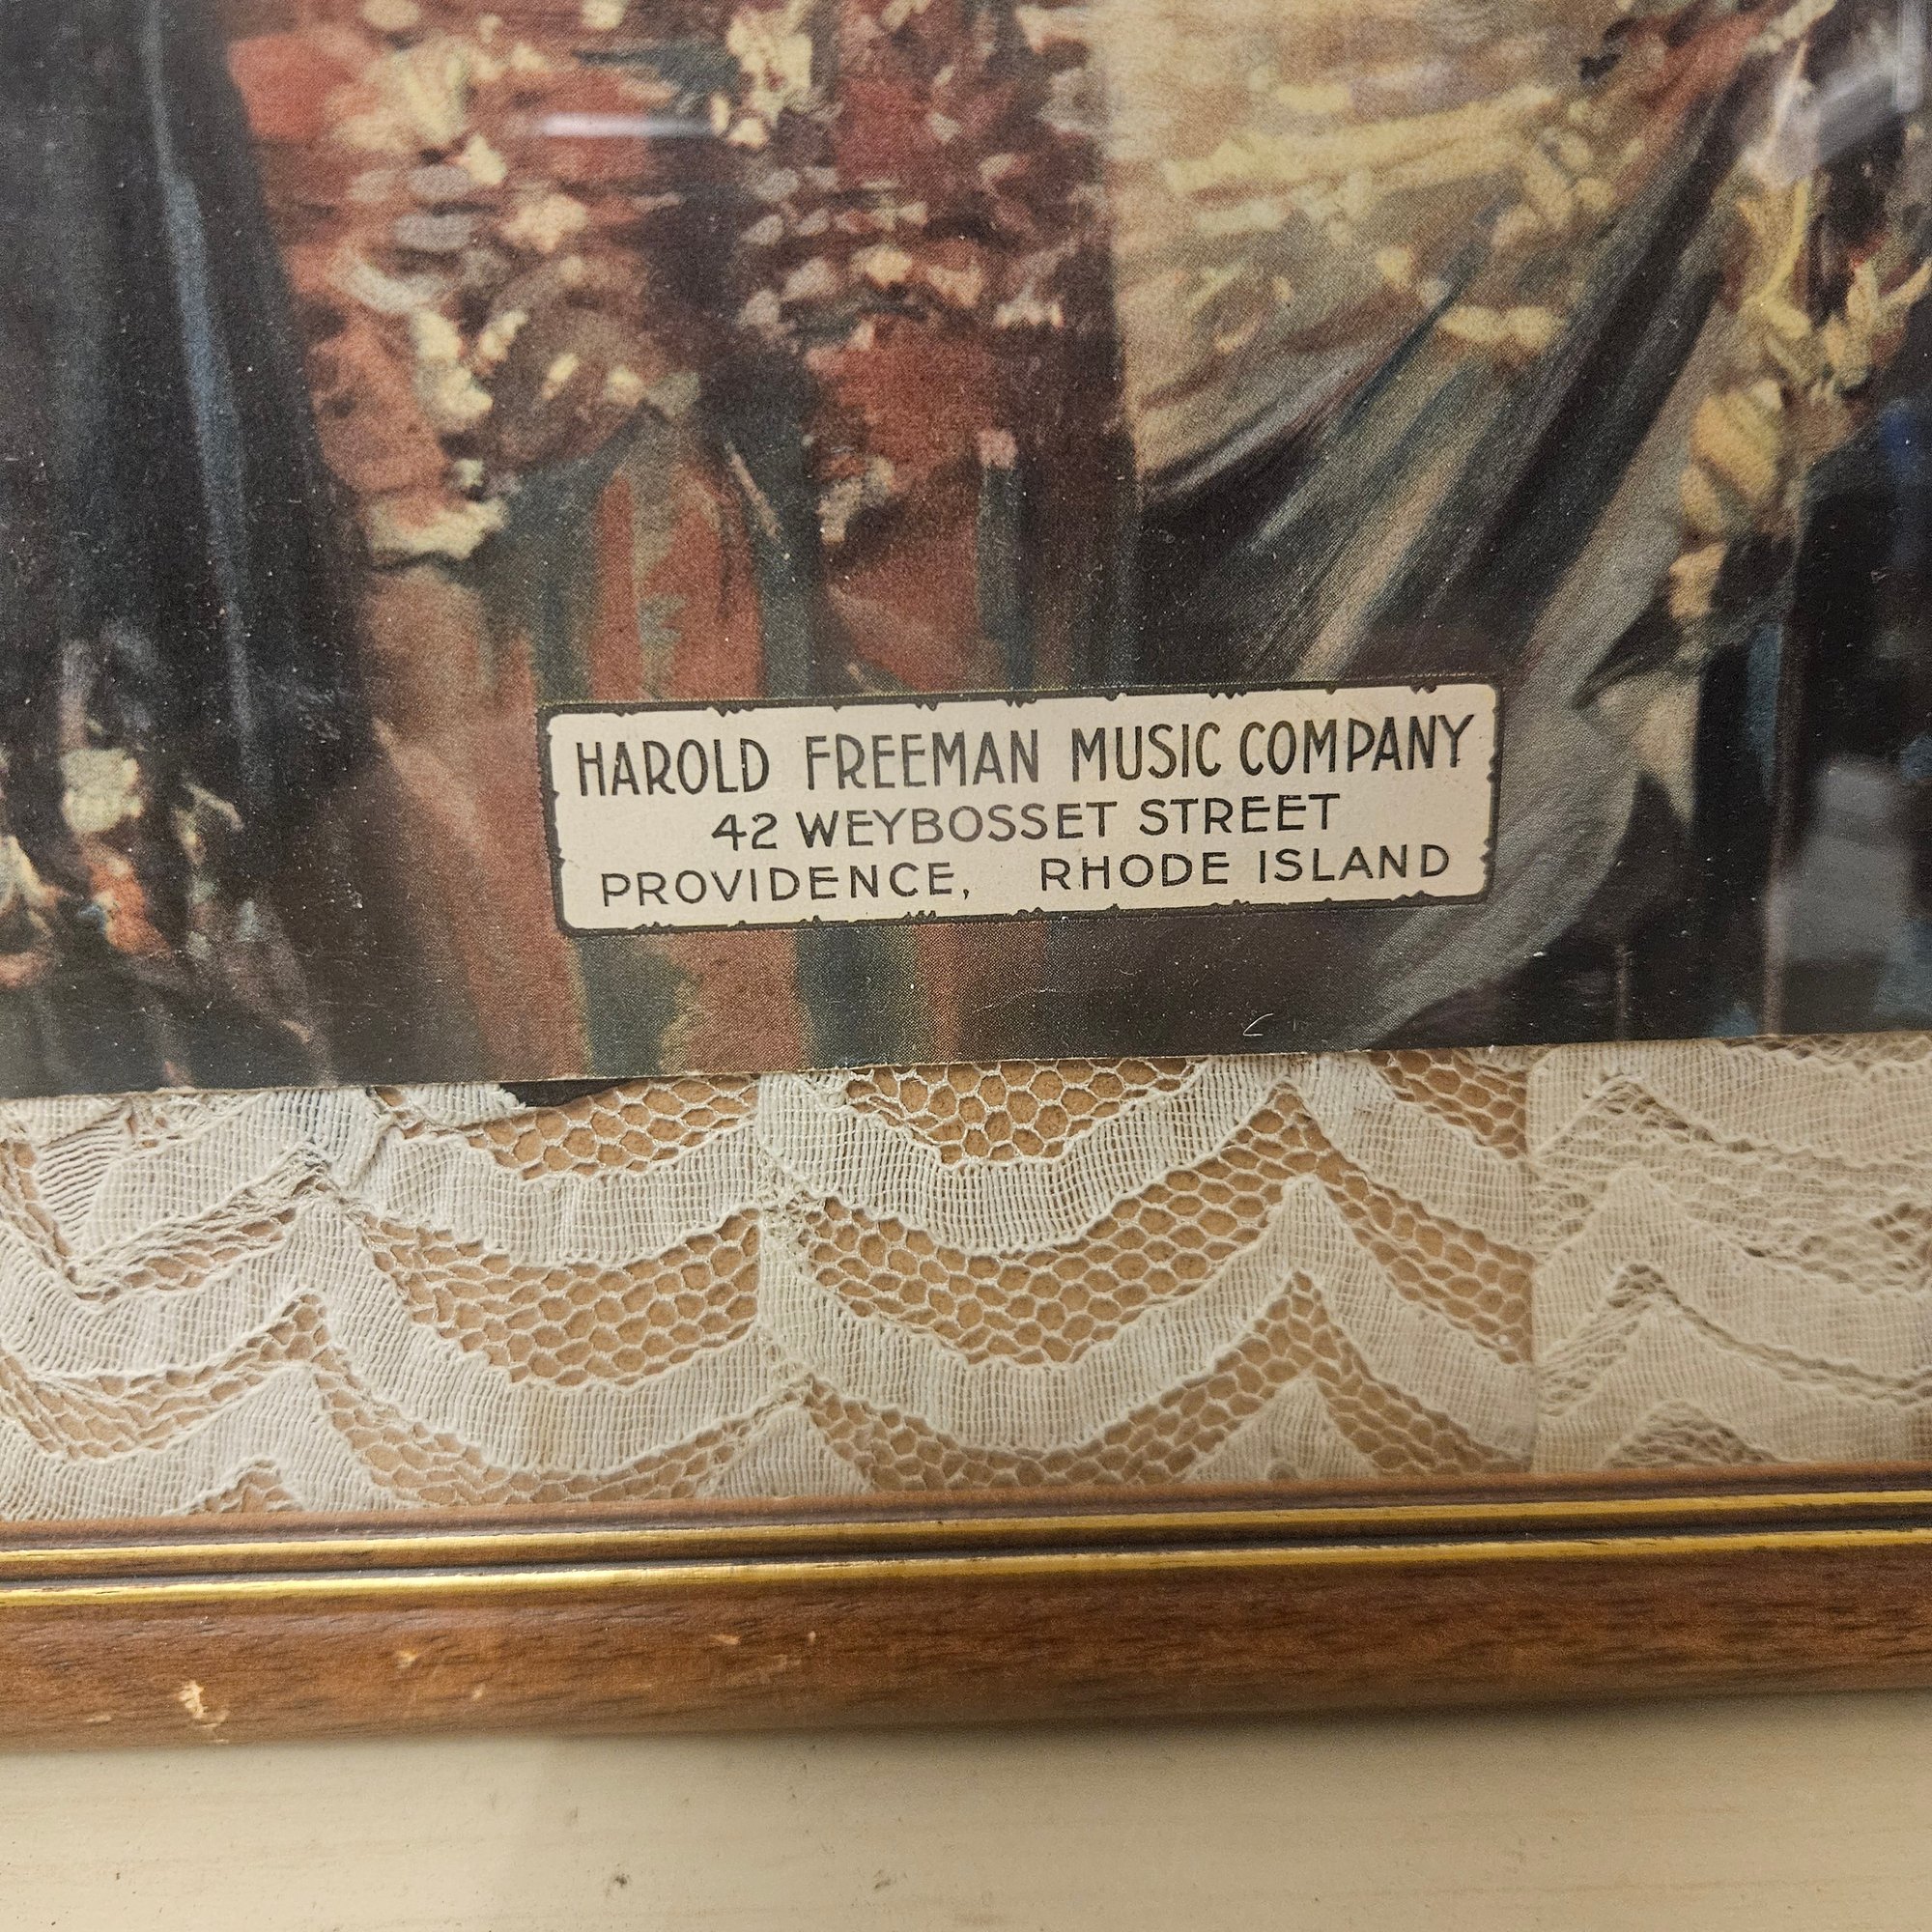 HAROLD FREEMAN MUSIC COMPANY
42 WEYBOSSET STREET
PROVIDENCE, RHODE ISLAND